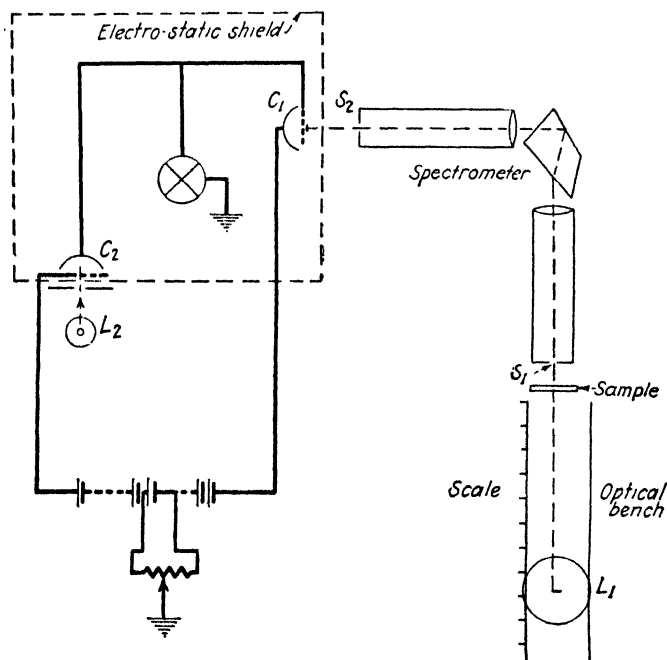 Electro-static shield
C1
S2
Spectrometer
C2
L2
S1
Sample
Scale
Optical
bench
L1